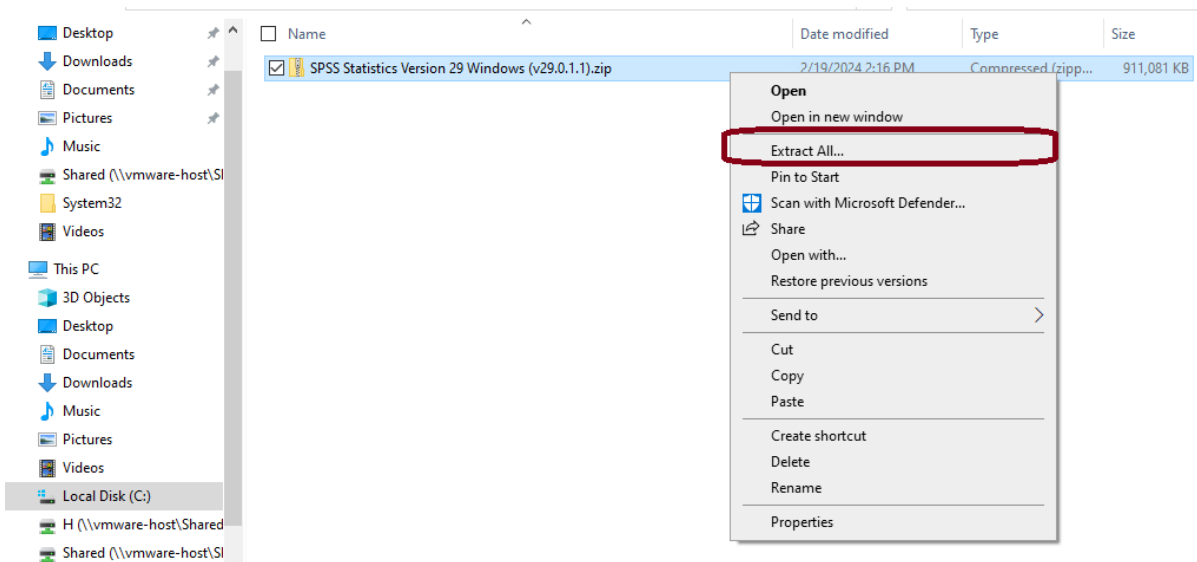 Desktop
Downloads
Documents
Pictures
Music
Shared (\\vmware-host\Sl
System32
Videos
This PC
3D Objects
Desktop
Documents
Downloads
Music
Pictures
Videos
Local Disk (C:)
H (\\vmware-host\Shared
Shared (\\vmware-host\Sl
Name Date modified Type Size
SPSS Statistics Version 29 Windows (v29.0.1.1).zip 2/19/2024 2:16 PM Compressed (zipp... 911,081 KB
Open
Open in new window
Extract All...
Pin to Start
Scan with Microsoft Defender...
Share
Open with...
Restore previous versions
Send to
Cut
Copy
Paste
Create shortcut
Delete
Rename
Properties